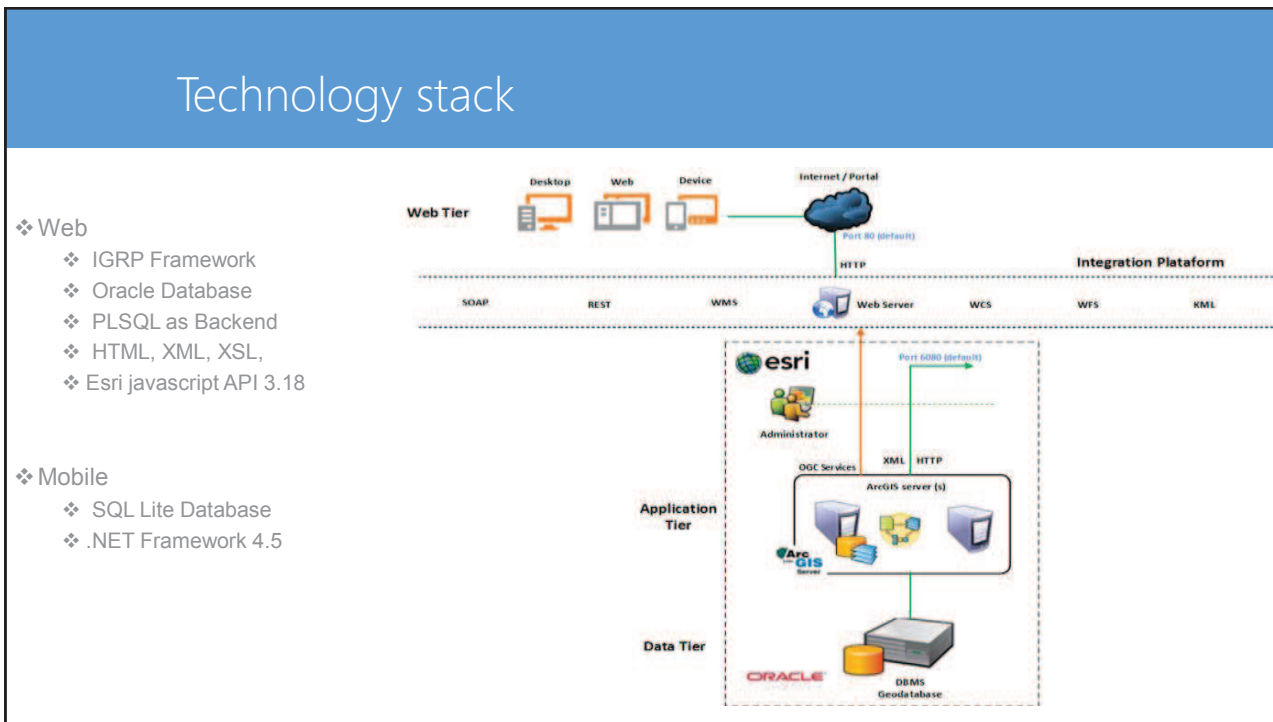 Technology stack
❖ Web
❖ IGRP Framework
❖ Oracle Database
❖ PLSQL as Backend
❖ HTML, XML, XSL,
❖ Esri javascript API 3.18
❖ Mobile
❖ SQL Lite Database
❖ .NET Framework 4.5
Desktop Web Device Internet / Portal
Web Tier
Port 80 (default)
HTTP Integration Plataform
SOAP REST WMS Web Server WCS WFS KML
esri Port 6080 (default)
Administrator
OGC Services XML HTTP
ArcGIS server (s)
Application
Tier
Arc
GIS
Server
Data Tier
ORACLE
DBMS
Geodatabase